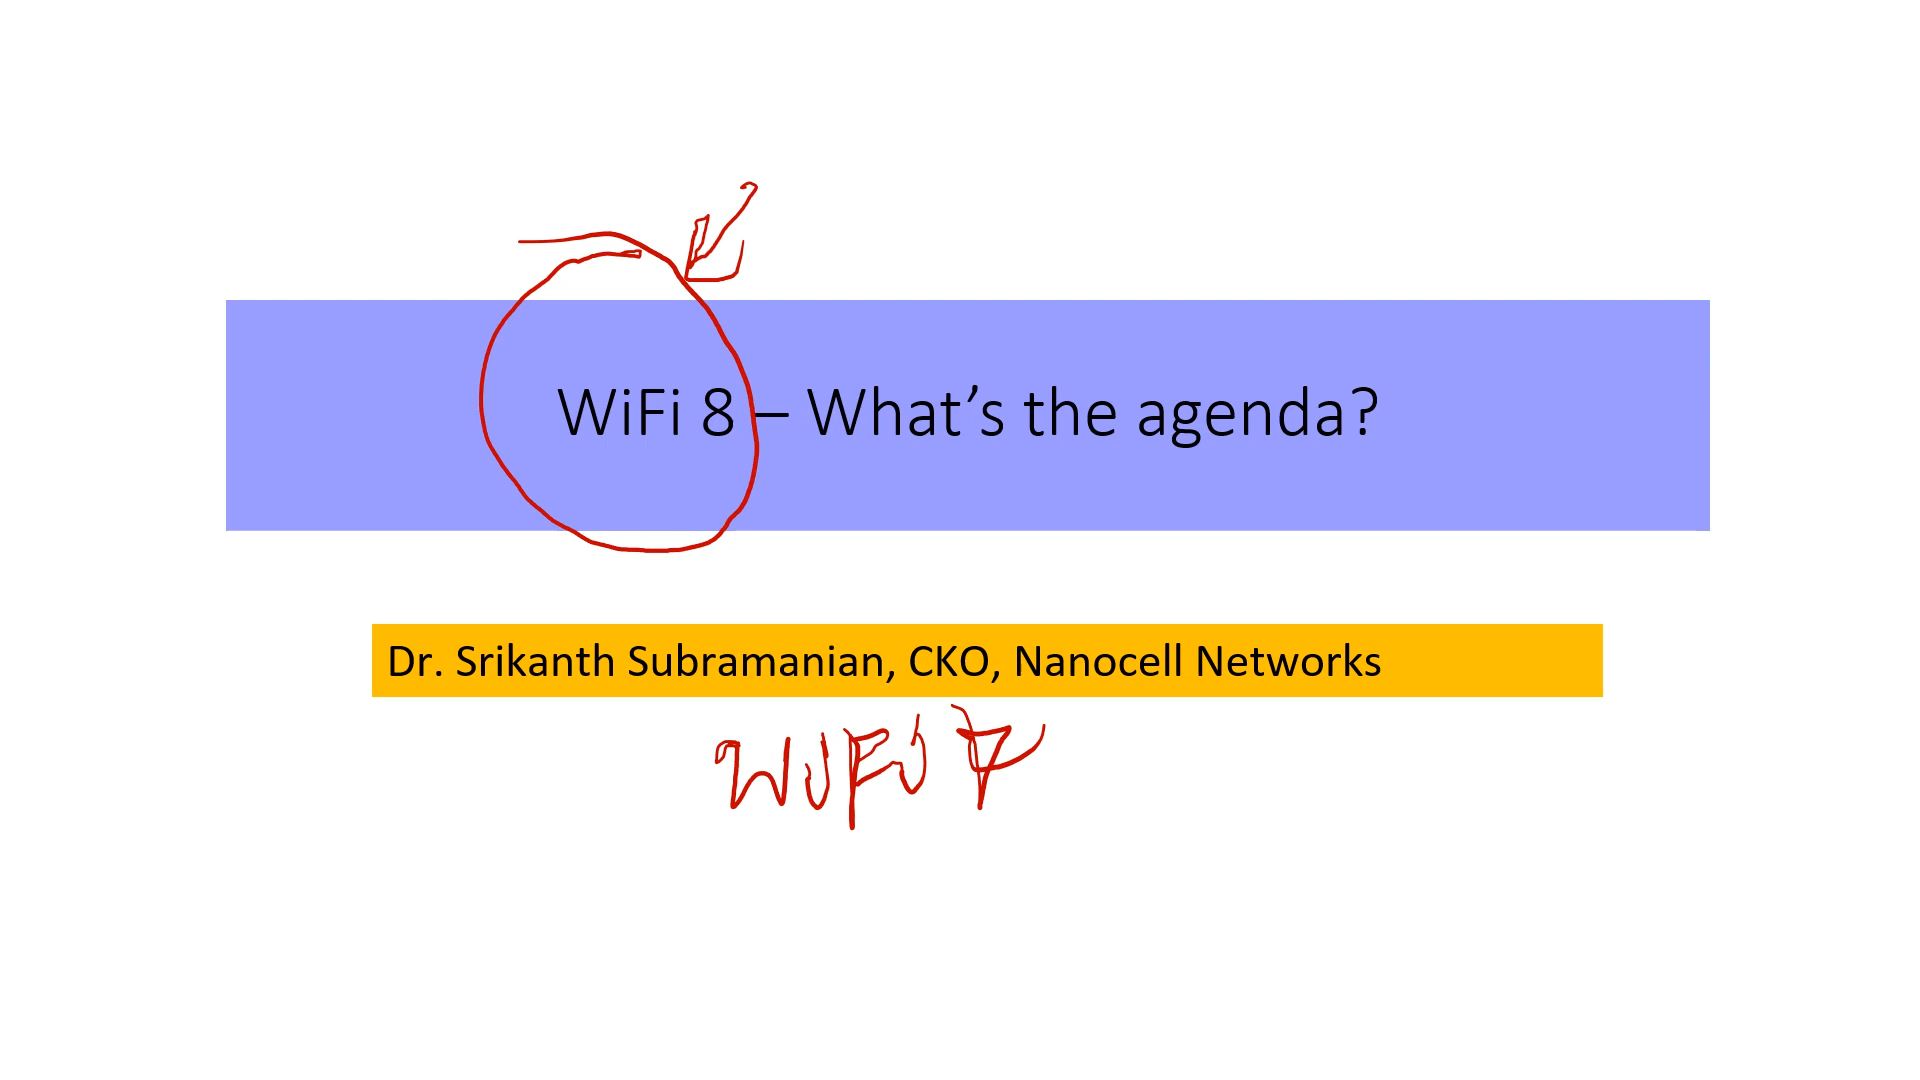 WiFi 8 – What’s the agenda?
Dr. Srikanth Subramanian, CKO, Nanocell Networks
WiFi 7